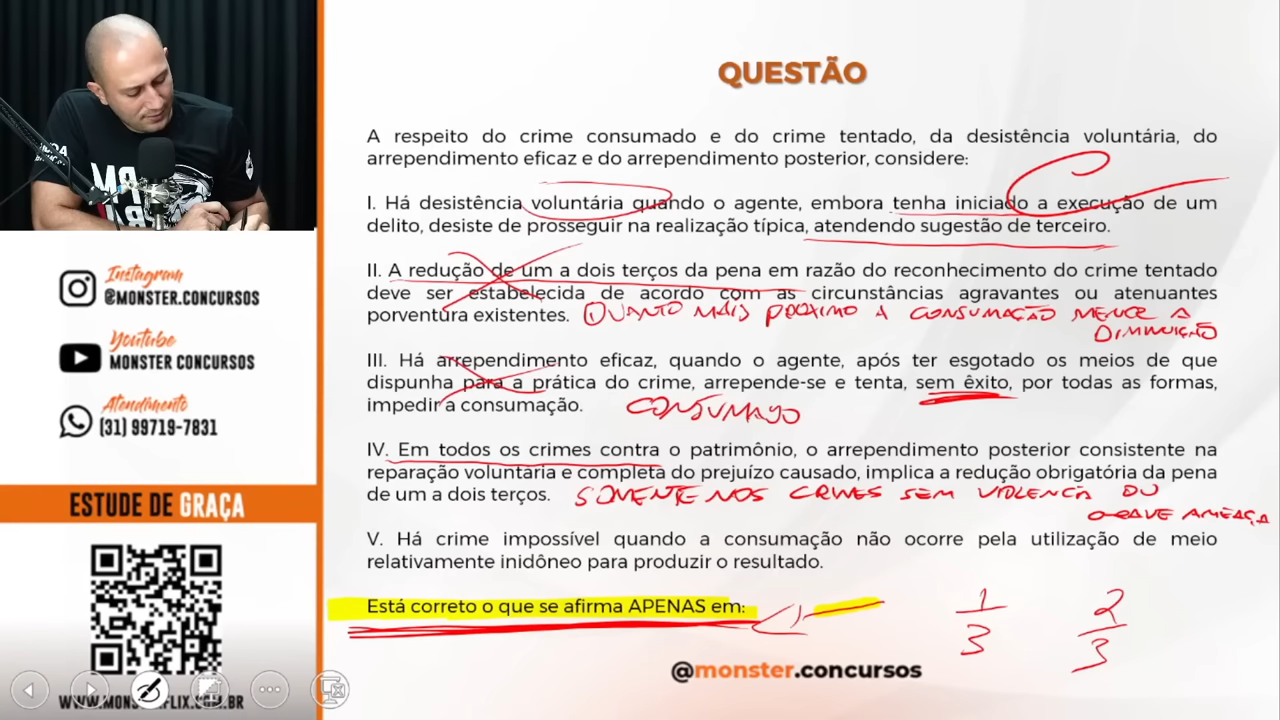 QUESTÃO
A respeito do crime consumado e do crime tentado, da desistência voluntária, do
arrependimento eficaz e do arrependimento posterior, considere:
I. Há desistência voluntária quando o agente, embora tenha iniciado a execução de um
delito, desiste de prosseguir na realização típica, atendendo sugestão de terceiro.
II. A redução de um a dois terços da pena em razão do reconhecimento do crime tentado
deve ser estabelecida de acordo com as circunstâncias agravantes ou atenuantes
porventura existentes. QUANTO MAIS PROXIMO A CONSUMAÇÃO MENOR A
DIMINUIÇÃO
III. Há arrependimento eficaz, quando o agente, após ter esgotado os meios de que
dispunha para a prática do crime, arrepende-se e tenta, sem êxito, por todas as formas,
impedir a consumação. CONSUMADO
IV. Em todos os crimes contra o patrimônio, o arrependimento posterior consistente na
reparação voluntária e completa do prejuízo causado, implica a redução obrigatória da pena
de um a dois terços. SOMENTE NOS CRIMES SEM VIOLENCIA OU
GRAVE AMEAÇA
V. Há crime impossível quando a consumação não ocorre pela utilização de meio
relativamente inidôneo para produzir o resultado.
Está correto o que se afirma APENAS em:
1/3 2/3
@monster.concursos
Instagram
@MONSTER.CONCURSOS
Youtube
MONSTER CONCURSOS
Atendimento
(31) 99719-7831
ESTUDE DE GRAÇA